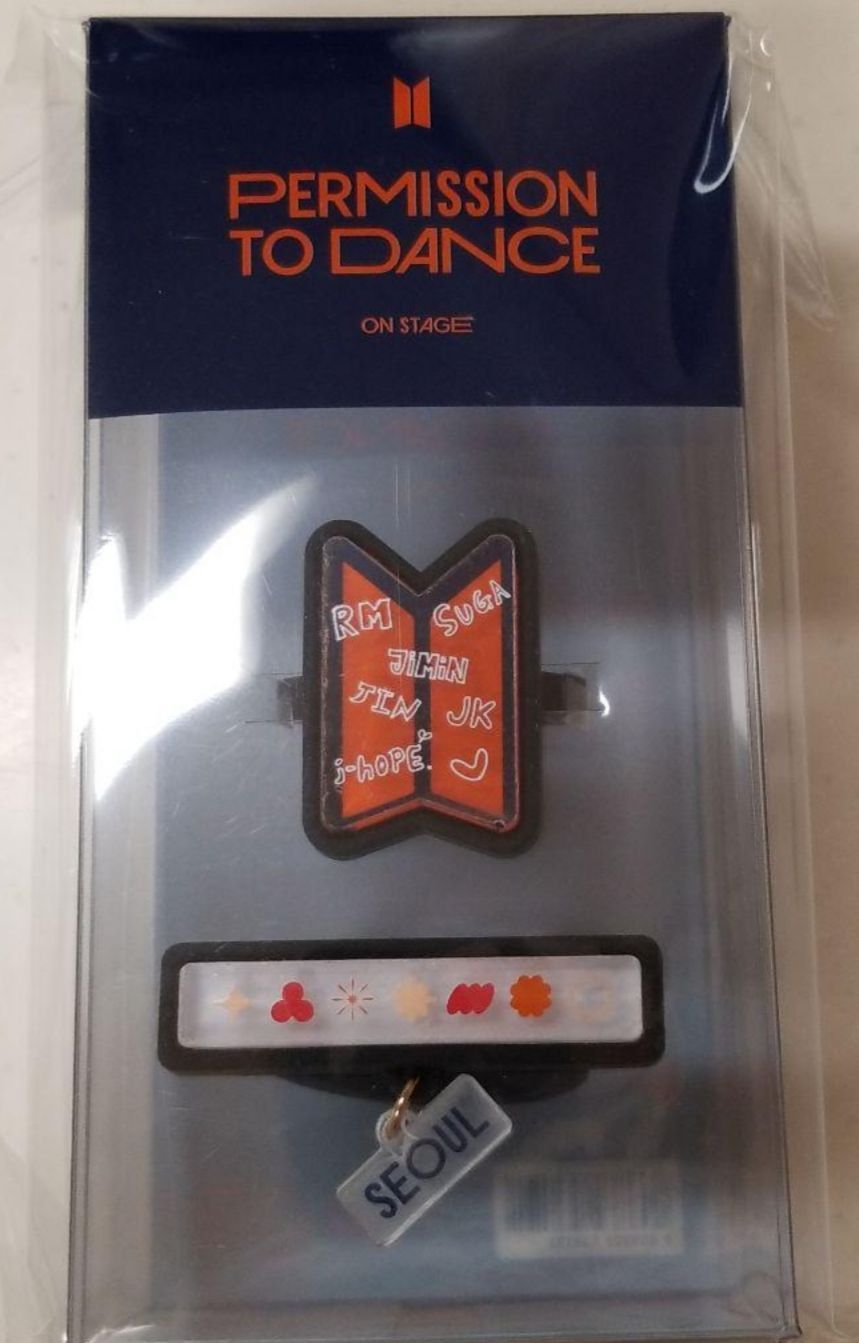 PERMISSION
TO DANCE
ON STAGE
RM SUGA
JiMiN
JIN JK
j-hOPE
SEOUL